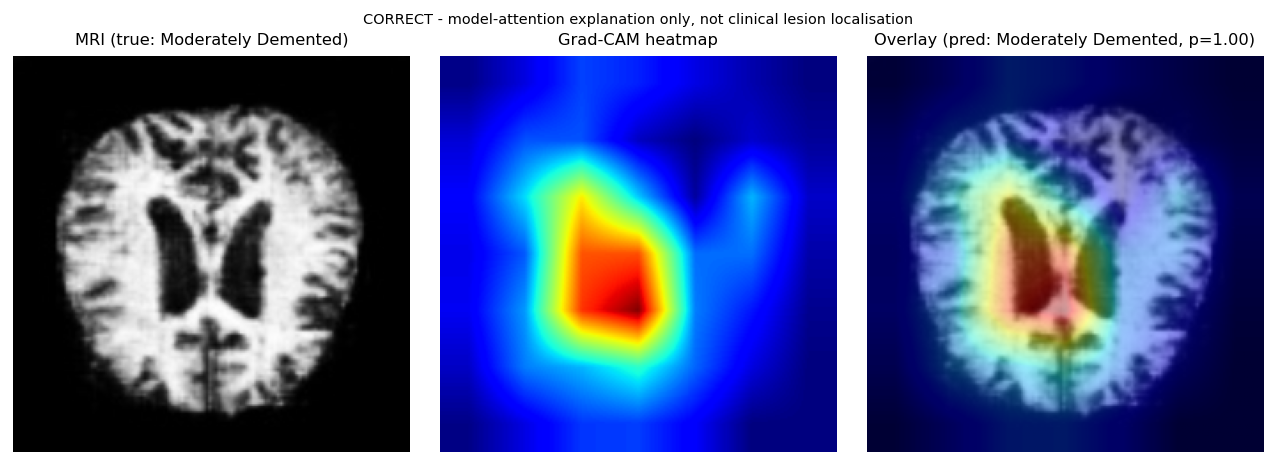 CORRECT - model-attention explanation only, not clinical lesion localisation
MRI (true: Moderately Demented)
Grad-CAM heatmap
Overlay (pred: Moderately Demented, p=1.00)